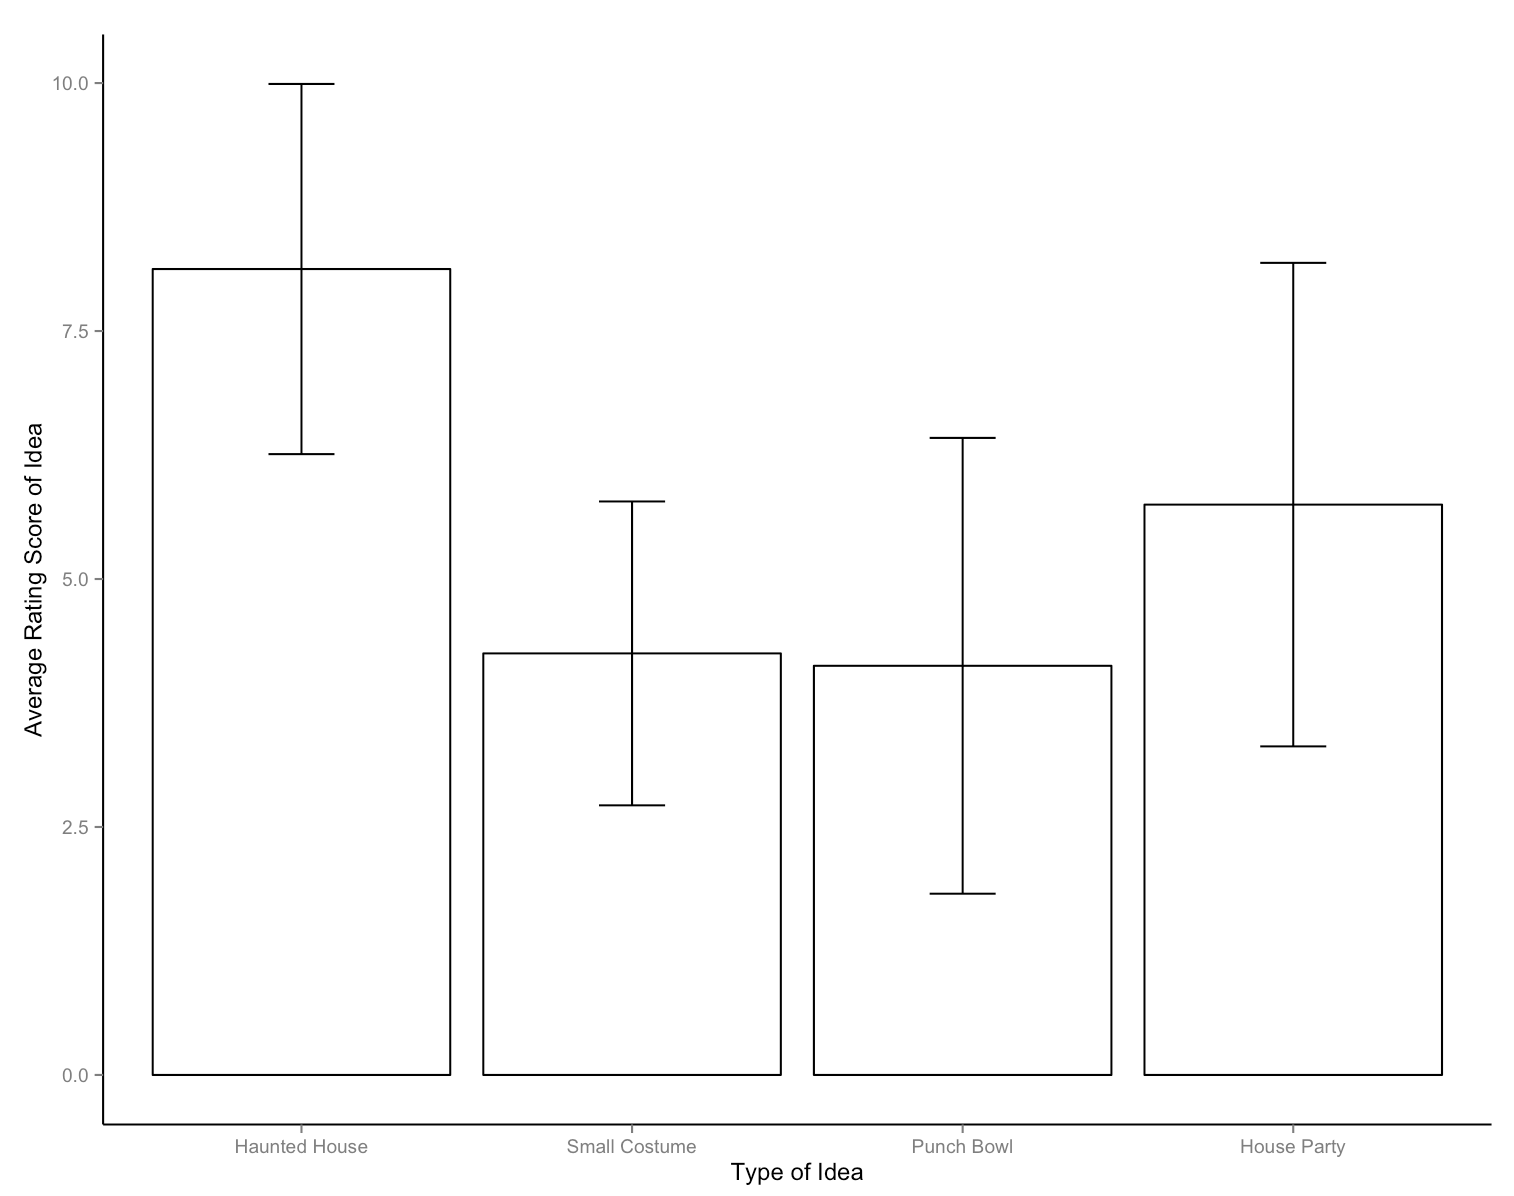 10.0
7.5
5.0
2.5
0.0
Average Rating Score of Idea
Haunted House
Small Costume
Punch Bowl
House Party
Type of Idea